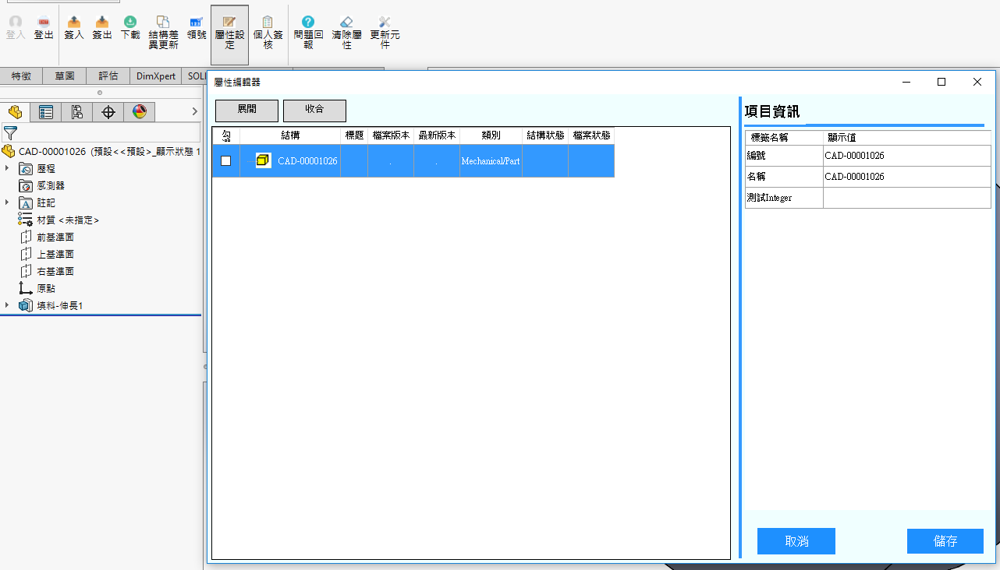 登入
登出
簽入
簽出
下載
結構差
異更新
領號
屬性設
定
個人簽
核
問題回
報
清除屬
性
更新元
件
特徵
草圖
評估
DimXpert
SOLI
屬性編輯器
展開
收合
項目資訊
勾選
結構
標題
檔案版本
最新版本
類別
結構狀態
檔案狀態
CAD-00001026
.
.
Mechanical/Part
標籤名稱
顯示值
編號
CAD-00001026
名稱
CAD-00001026
測試Integer
CAD-00001026 (預設<<預設>_顯示狀態 1
歷程
感測器
註記
材質 <未指定>
前基準面
上基準面
右基準面
原點
填料-伸長1
取消
儲存